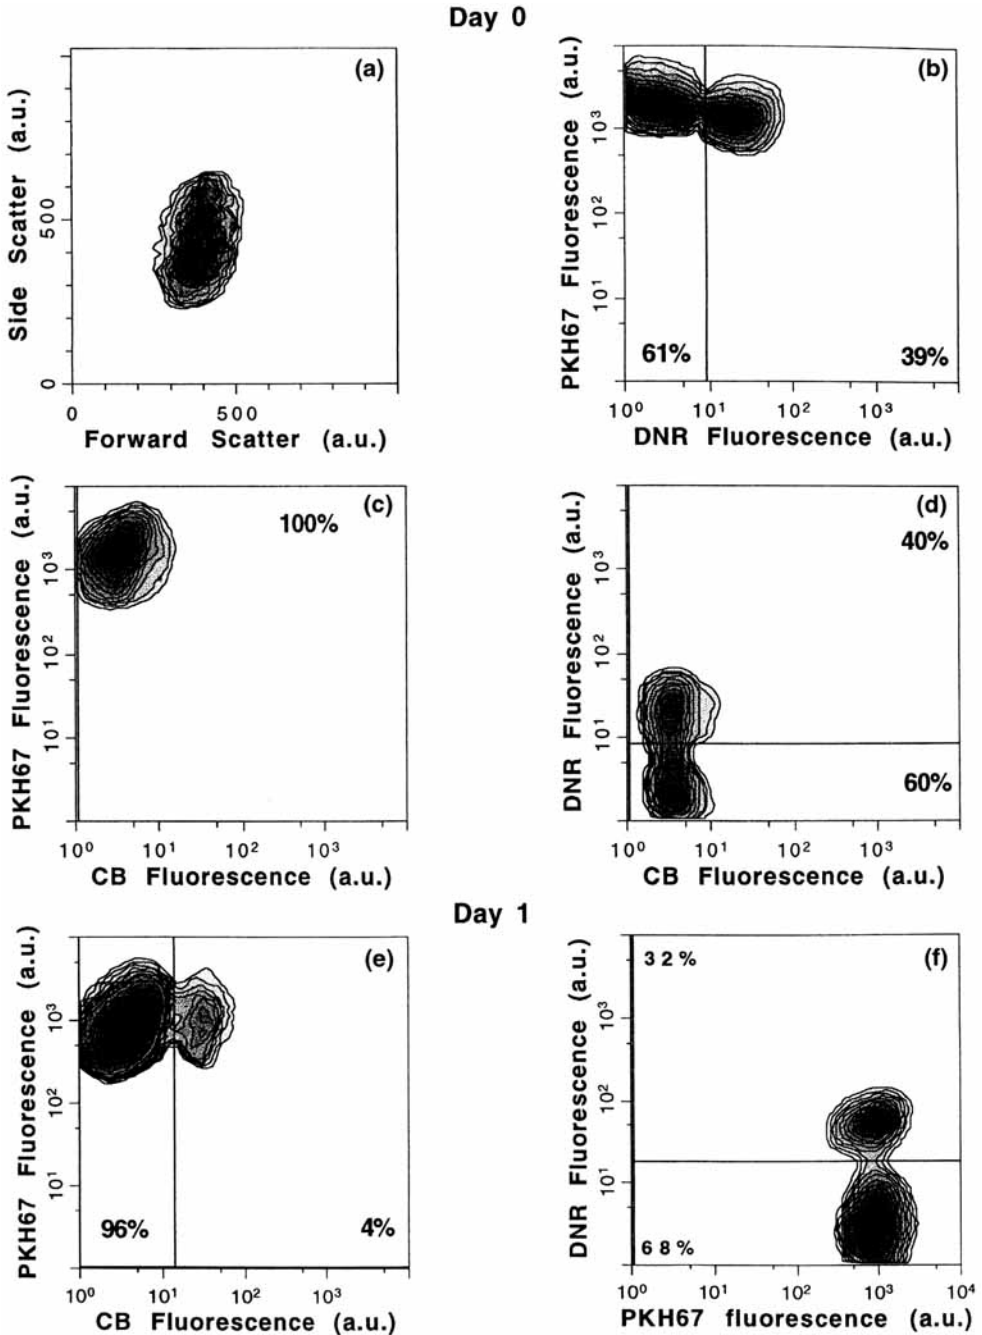 Day 0
(a)
Side Scatter (a.u.)
500
0
0
500
Forward Scatter (a.u.)
(b)
PKH67 Fluorescence (a.u.)
10³
10²
10¹
61%
39%
10⁰ 10¹ 10² 10³
DNR Fluorescence (a.u.)
(c)
100%
PKH67 Fluorescence (a.u.)
10³
10²
10¹
10⁰ 10¹ 10² 10³
CB Fluorescence (a.u.)
(d)
40%
DNR Fluorescence (a.u.)
10³
10²
10¹
60%
10⁰ 10¹ 10² 10³
CB Fluorescence (a.u.)
Day 1
(e)
PKH67 Fluorescence (a.u.)
10³
10²
10¹
96%
4%
10⁰ 10¹ 10² 10³
CB Fluorescence (a.u.)
(f)
32%
DNR Fluorescence (a.u.)
10³
10²
10¹
68%
10⁰ 10¹ 10² 10³ 10⁴
PKH67 fluorescence (a.u.)